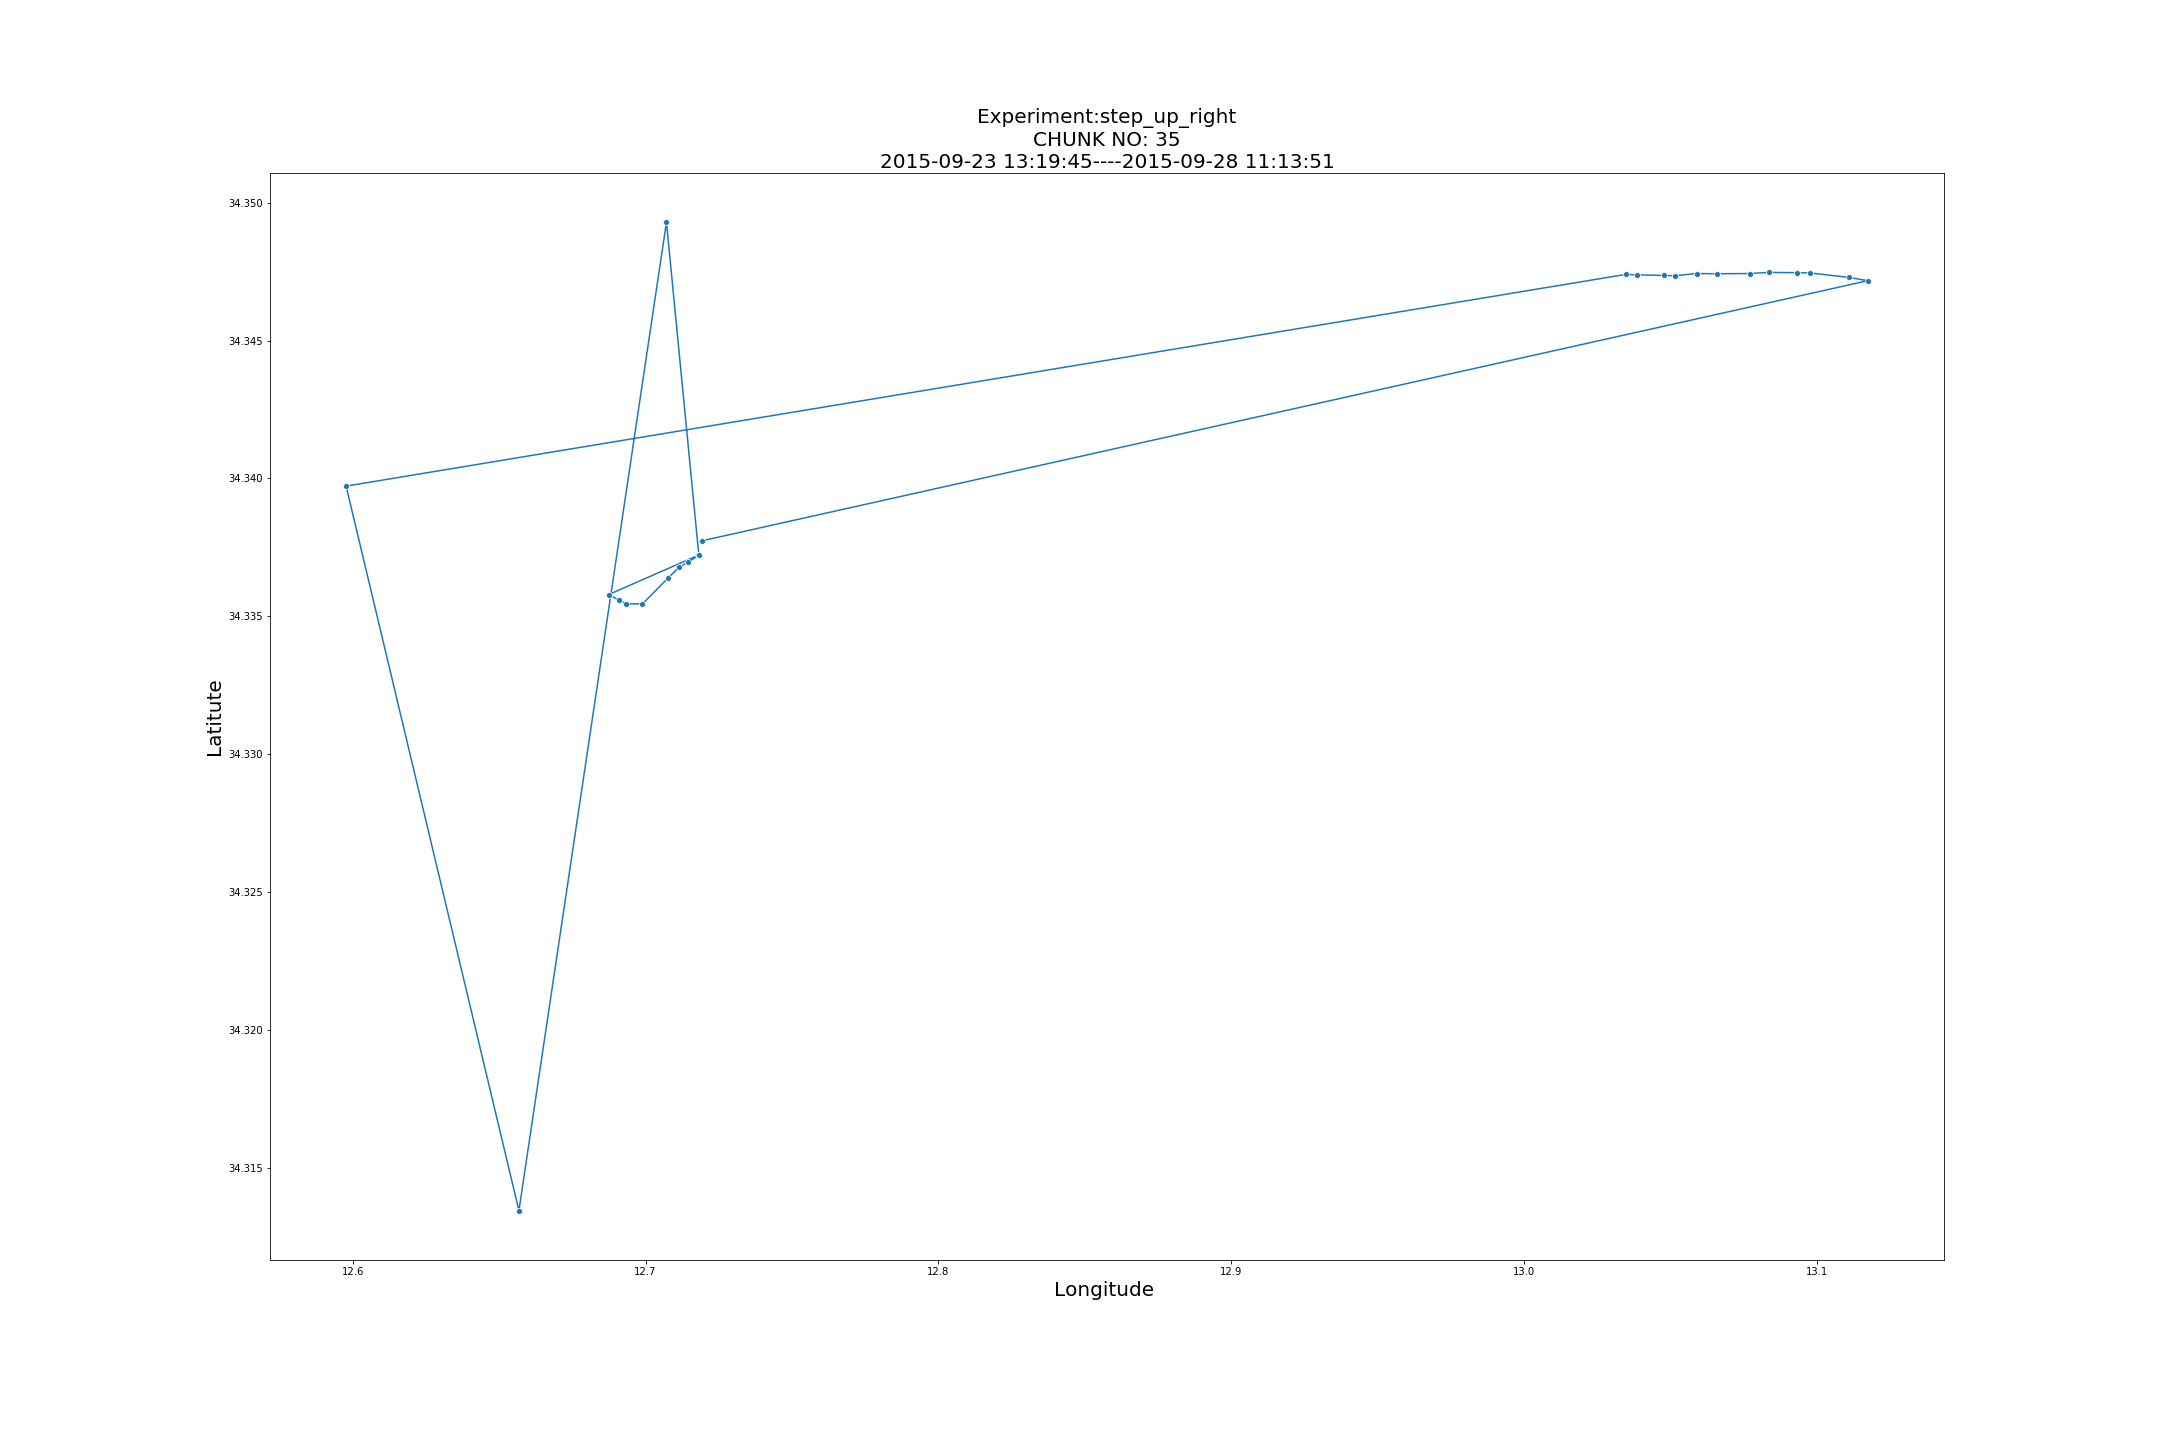 Experiment:step_up_right
CHUNK NO: 35
2015-09-23 13:19:45----2015-09-28 11:13:51
34.350
34.345
34.340
34.335
34.330
34.325
34.320
34.315
Latitute
12.6
12.7
12.8
12.9
13.0
13.1
Longitude